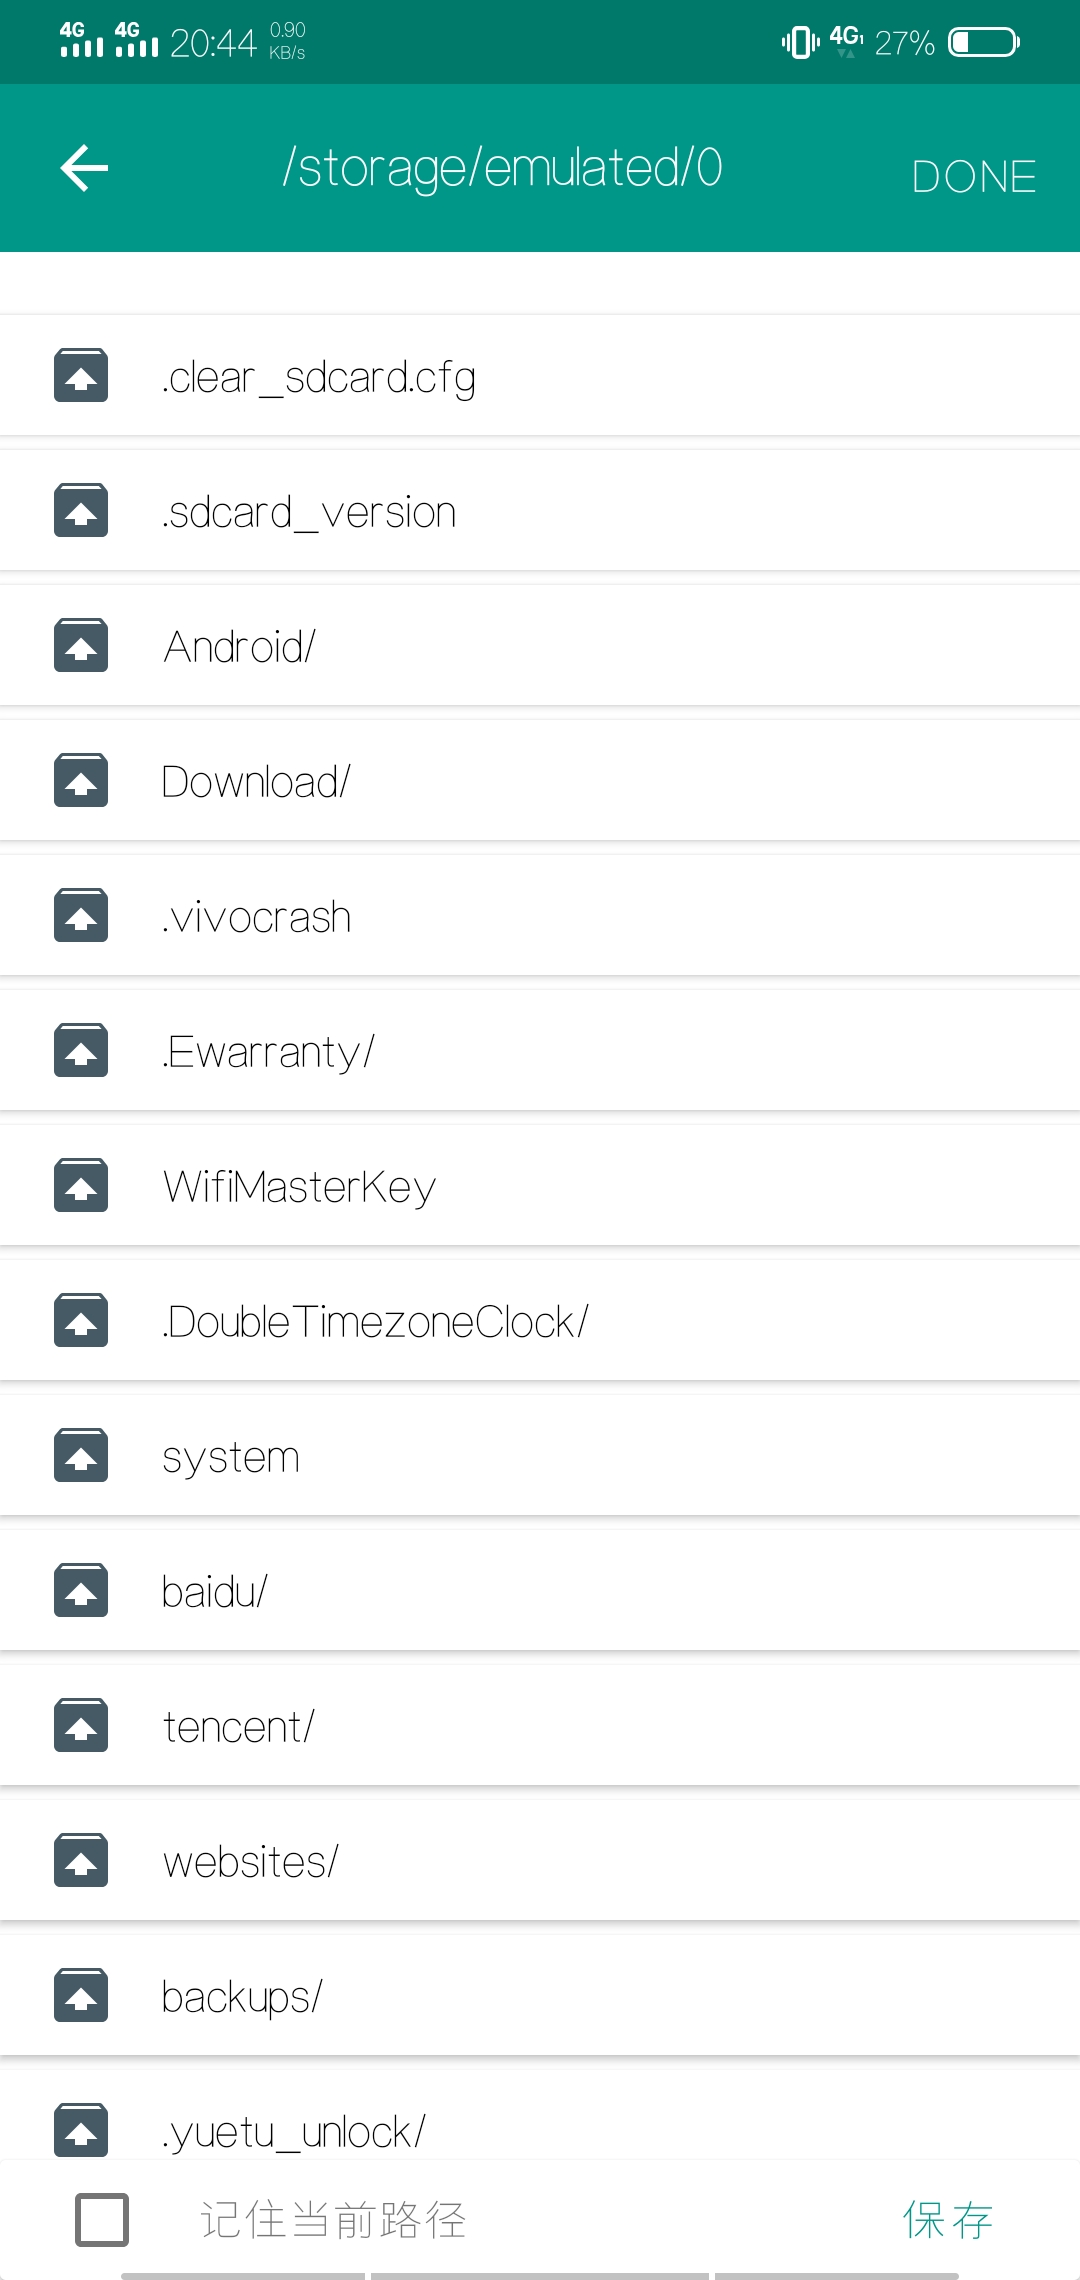 4G 4G 20:44 0.90 KB/s 4G1 27%
/storage/emulated/0 DONE
.clear_sdcard.cfg
.sdcard_version
Android/
Download/
.vivocrash
.Ewarranty/
WifiMasterKey
.DoubleTimezoneClock/
system
baidu/
tencent/
websites/
backups/
.yuetu_unlock/
记住当前路径 保存